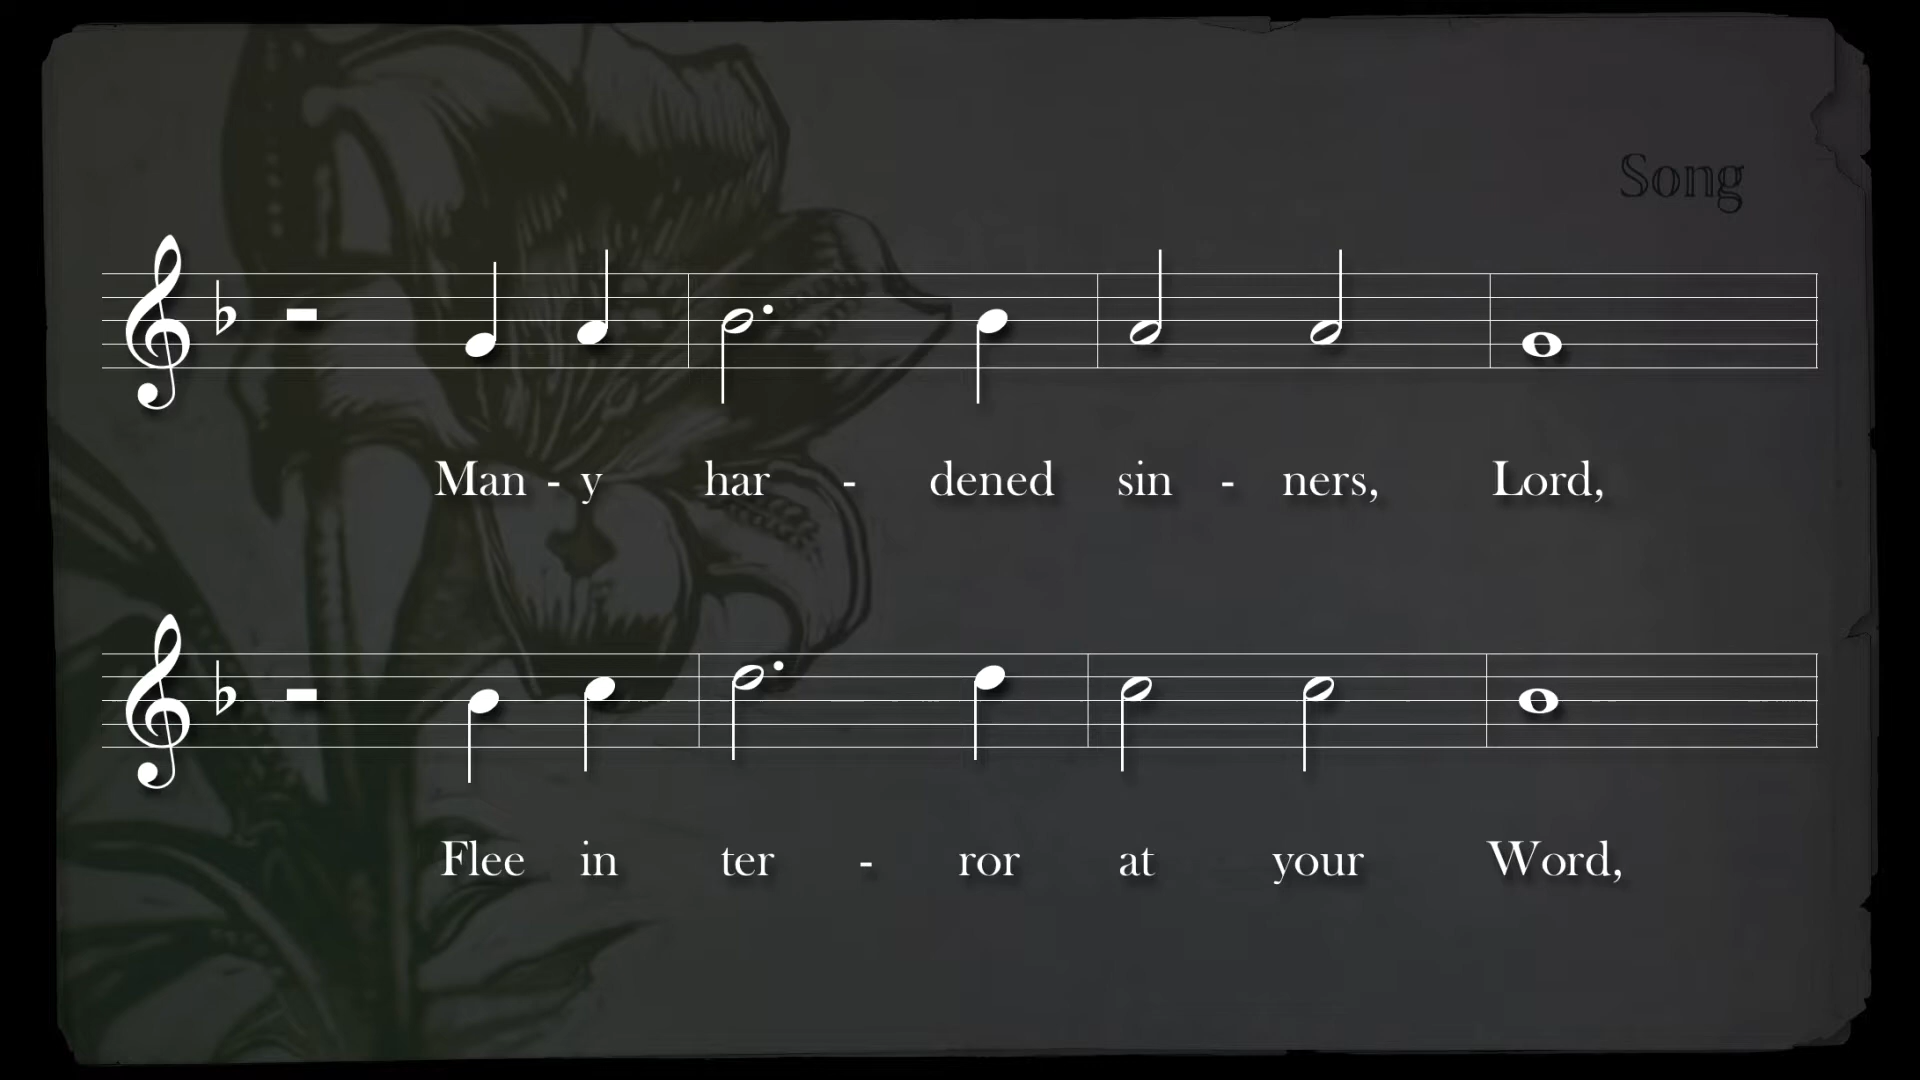 Song
Man - y har - dened sin - ners, Lord,
Flee in ter - ror at your Word,